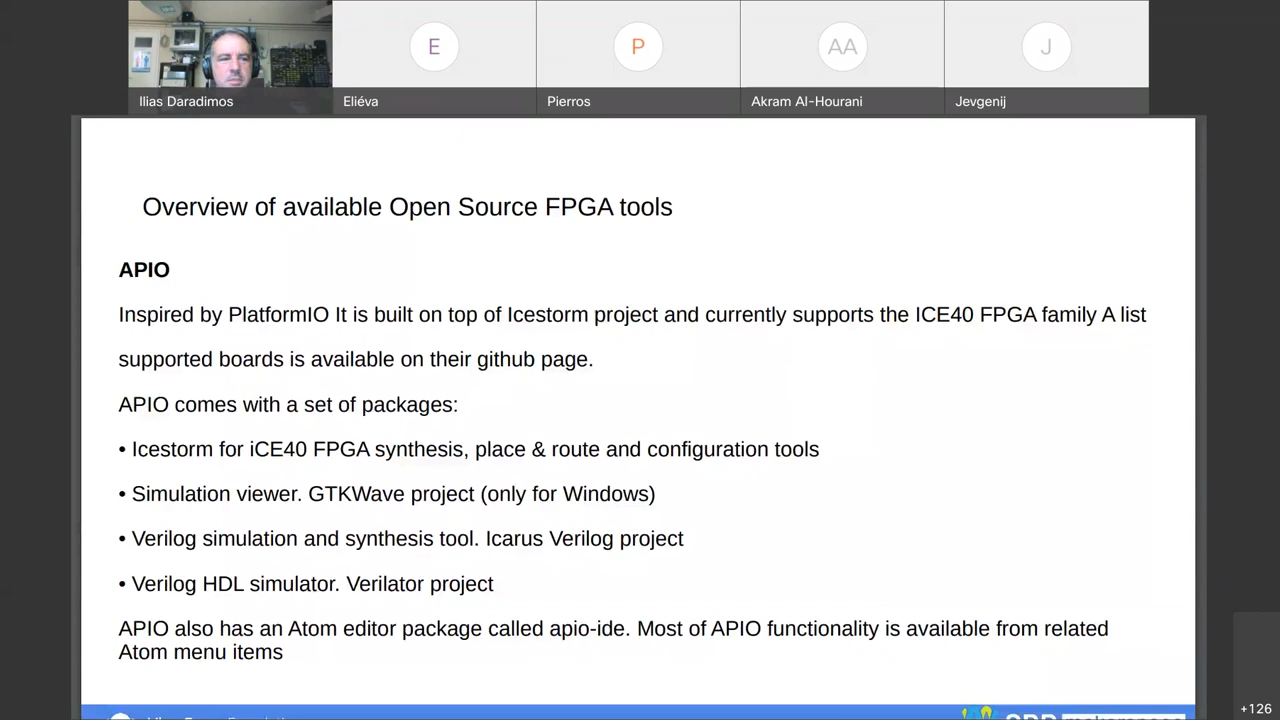 E
P
AA
J
Ilias Daradimos
Eliéva
Pierros
Akram Al-Hourani
Jevgenij
Overview of available Open Source FPGA tools
APIO
Inspired by PlatformIO It is built on top of Icestorm project and currently supports the ICE40 FPGA family A list
supported boards is available on their github page.
APIO comes with a set of packages:
• Icestorm for iCE40 FPGA synthesis, place & route and configuration tools
• Simulation viewer. GTKWave project (only for Windows)
• Verilog simulation and synthesis tool. Icarus Verilog project
• Verilog HDL simulator. Verilator project
APIO also has an Atom editor package called apio-ide. Most of APIO functionality is available from related
Atom menu items
+126